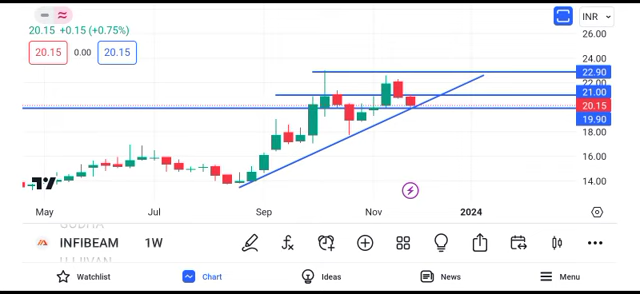 INR
20.15 +0.15 (+0.75%)
20.15 0.00 20.15
26.00
24.00
22.90
22.00
21.00
20.15
19.90
18.00
16.00
14.00
May Jul Sep Nov 2024
INFIBEAM 1W
Watchlist Chart Ideas News Menu